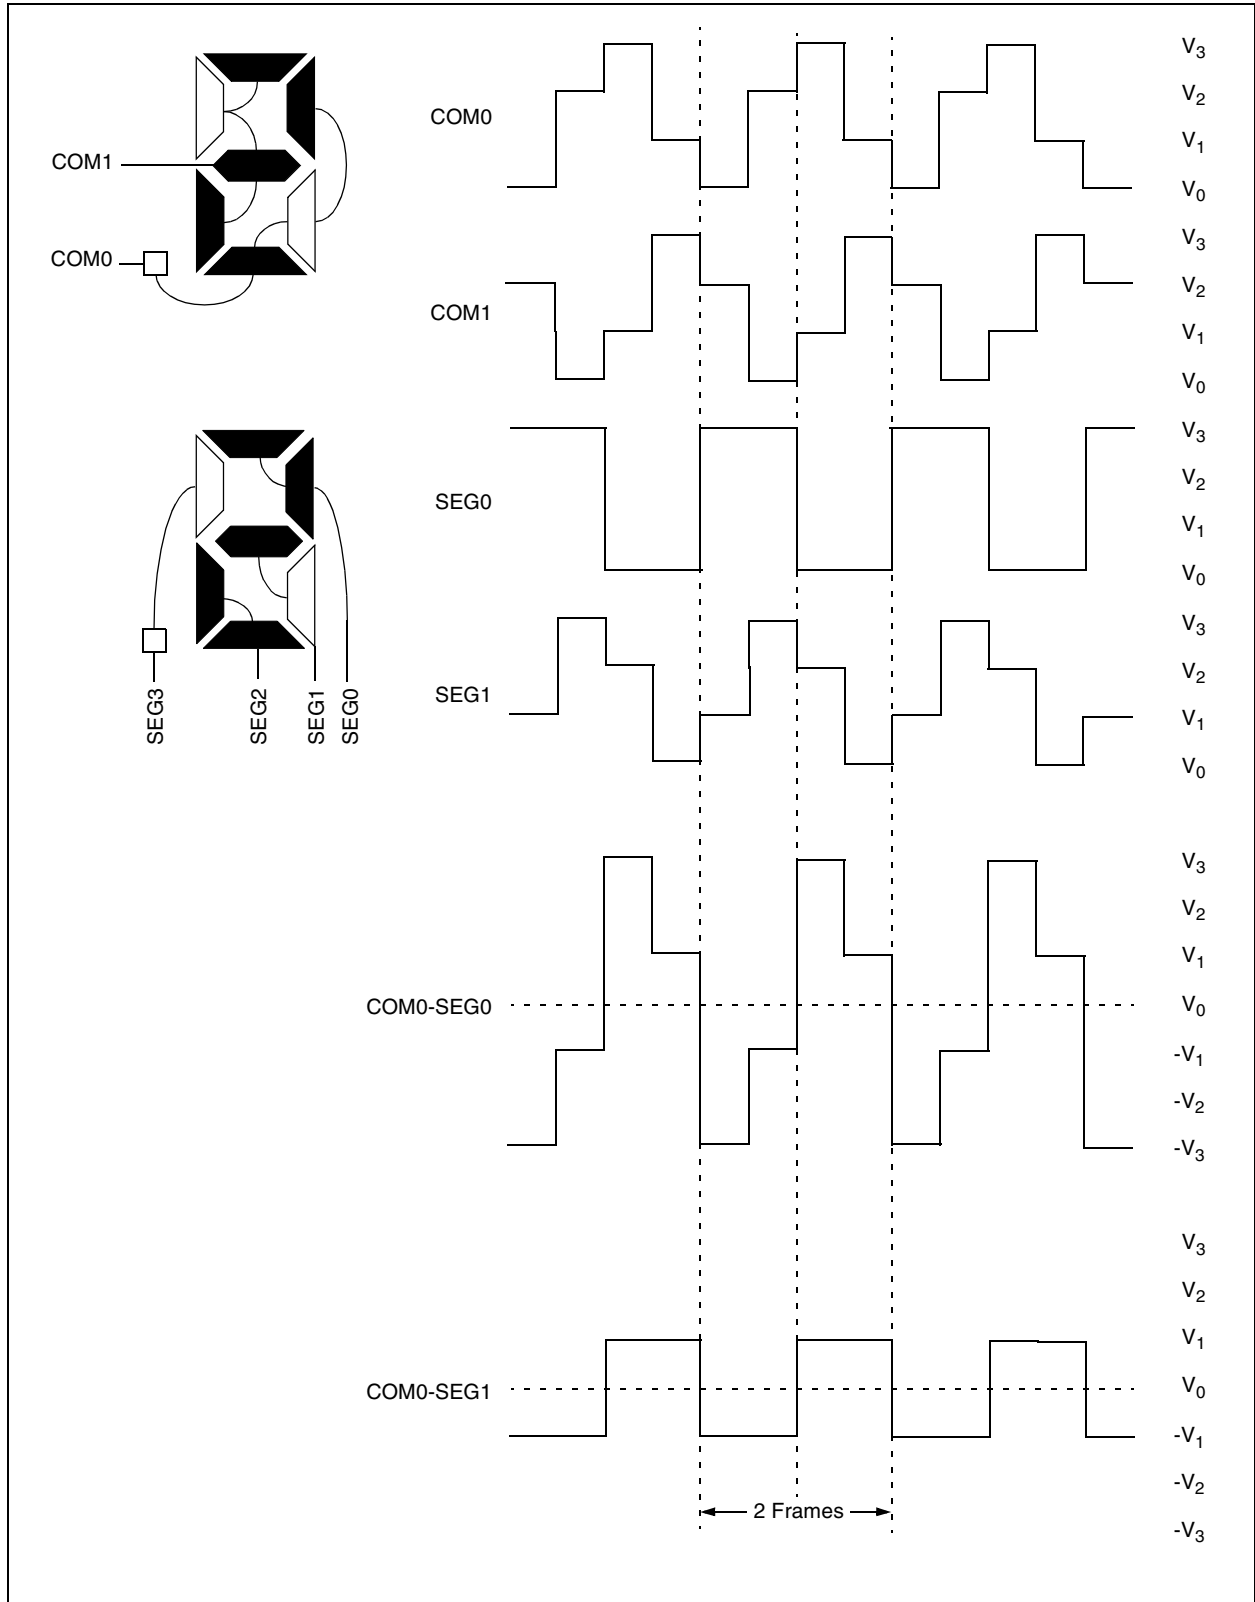 COM1
COM0
SEG3
SEG2
SEG1
SEG0
COM0
V3
V2
V1
V0
COM1
V3
V2
V1
V0
SEG0
V3
V2
V1
V0
SEG1
V3
V2
V1
V0
COM0-SEG0
V3
V2
V1
V0
-V1
-V2
-V3
COM0-SEG1
V3
V2
V1
V0
-V1
-V2
-V3
2 Frames